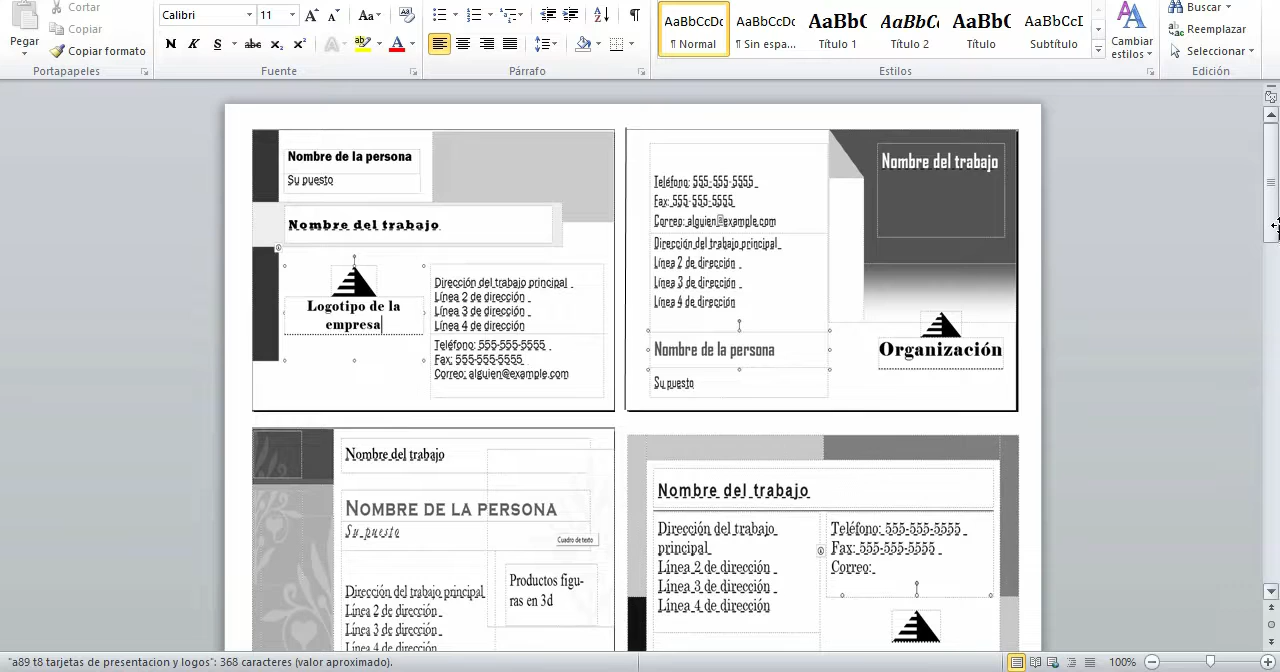 Cortar
Copiar
Pegar
Copiar formato
Portapapeles
Calibri
11
Aa
N K S abc x₂ x²
A ab A
Fuente
Párrafo
AaBbCcDc
¶ Normal
AaBbCcDc
¶ Sin espa...
AaBbC
Título 1
AaBbCc
Título 2
AaBbC
Título
AaBbCcI
Subtítulo
Cambiar
estilos
Estilos
Buscar
Reemplazar
Seleccionar
Edición
Nombre de la persona
Su puesto
Nombre del trabajo
Logotipo de la
empresa
Dirección del trabajo principal
Línea 2 de dirección
Línea 3 de dirección
Línea 4 de dirección
Teléfono: 555-555-5555
Fax: 555-555-5555
Correo: alguien@example.com
Teléfono: 555-555-5555
Fax: 555-555-5555
Correo: alguien@example.com
Dirección del trabajo principal
Línea 2 de dirección
Línea 3 de dirección
Línea 4 de dirección
Nombre de la persona
Su puesto
Nombre del trabajo
Organización
Nombre del trabajo
Nombre de la persona
Su puesto
Cuadro de texto
Productos figu-
ras en 3d
Dirección del trabajo principal
Línea 2 de dirección
Línea 3 de dirección
Línea 4 de dirección
Nombre del trabajo
Dirección del trabajo
principal
Línea 2 de dirección
Línea 3 de dirección
Línea 4 de dirección
Teléfono: 555-555-5555
Fax: 555-555-5555
Correo:
"a89 t8 tarjetas de presentacion y logos": 368 caracteres (valor aproximado).
100%